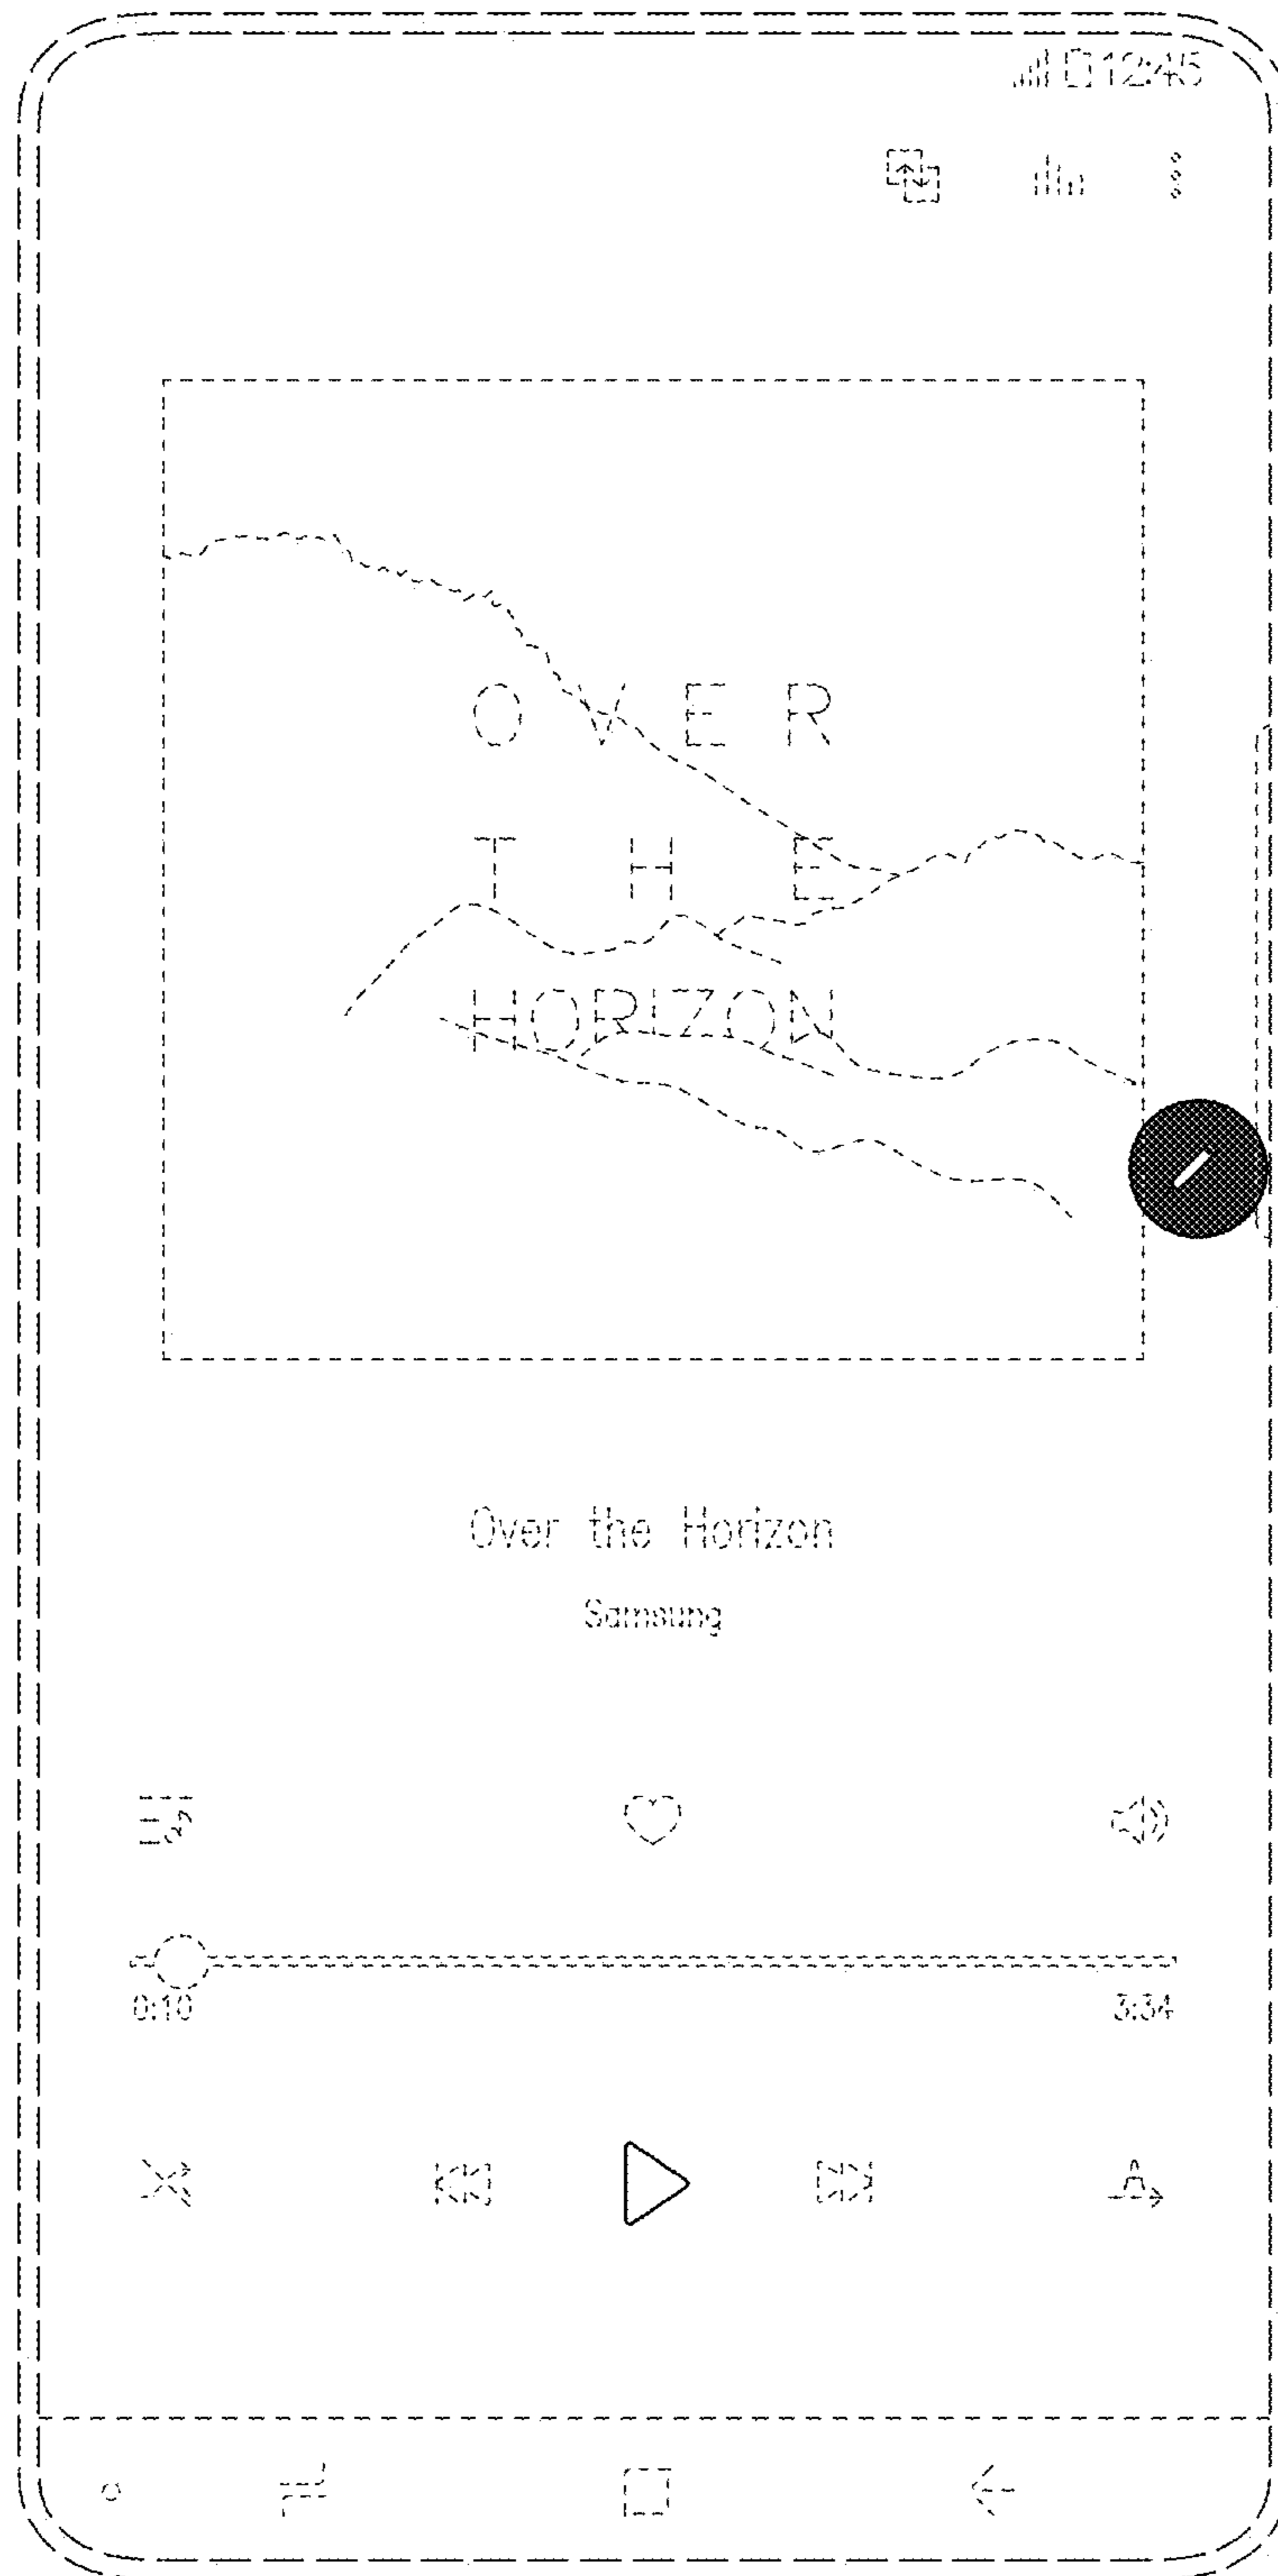 12:45
O V E R
T H E
HORIZON
Over the Horizon
Samsung
0:10 3:34
A